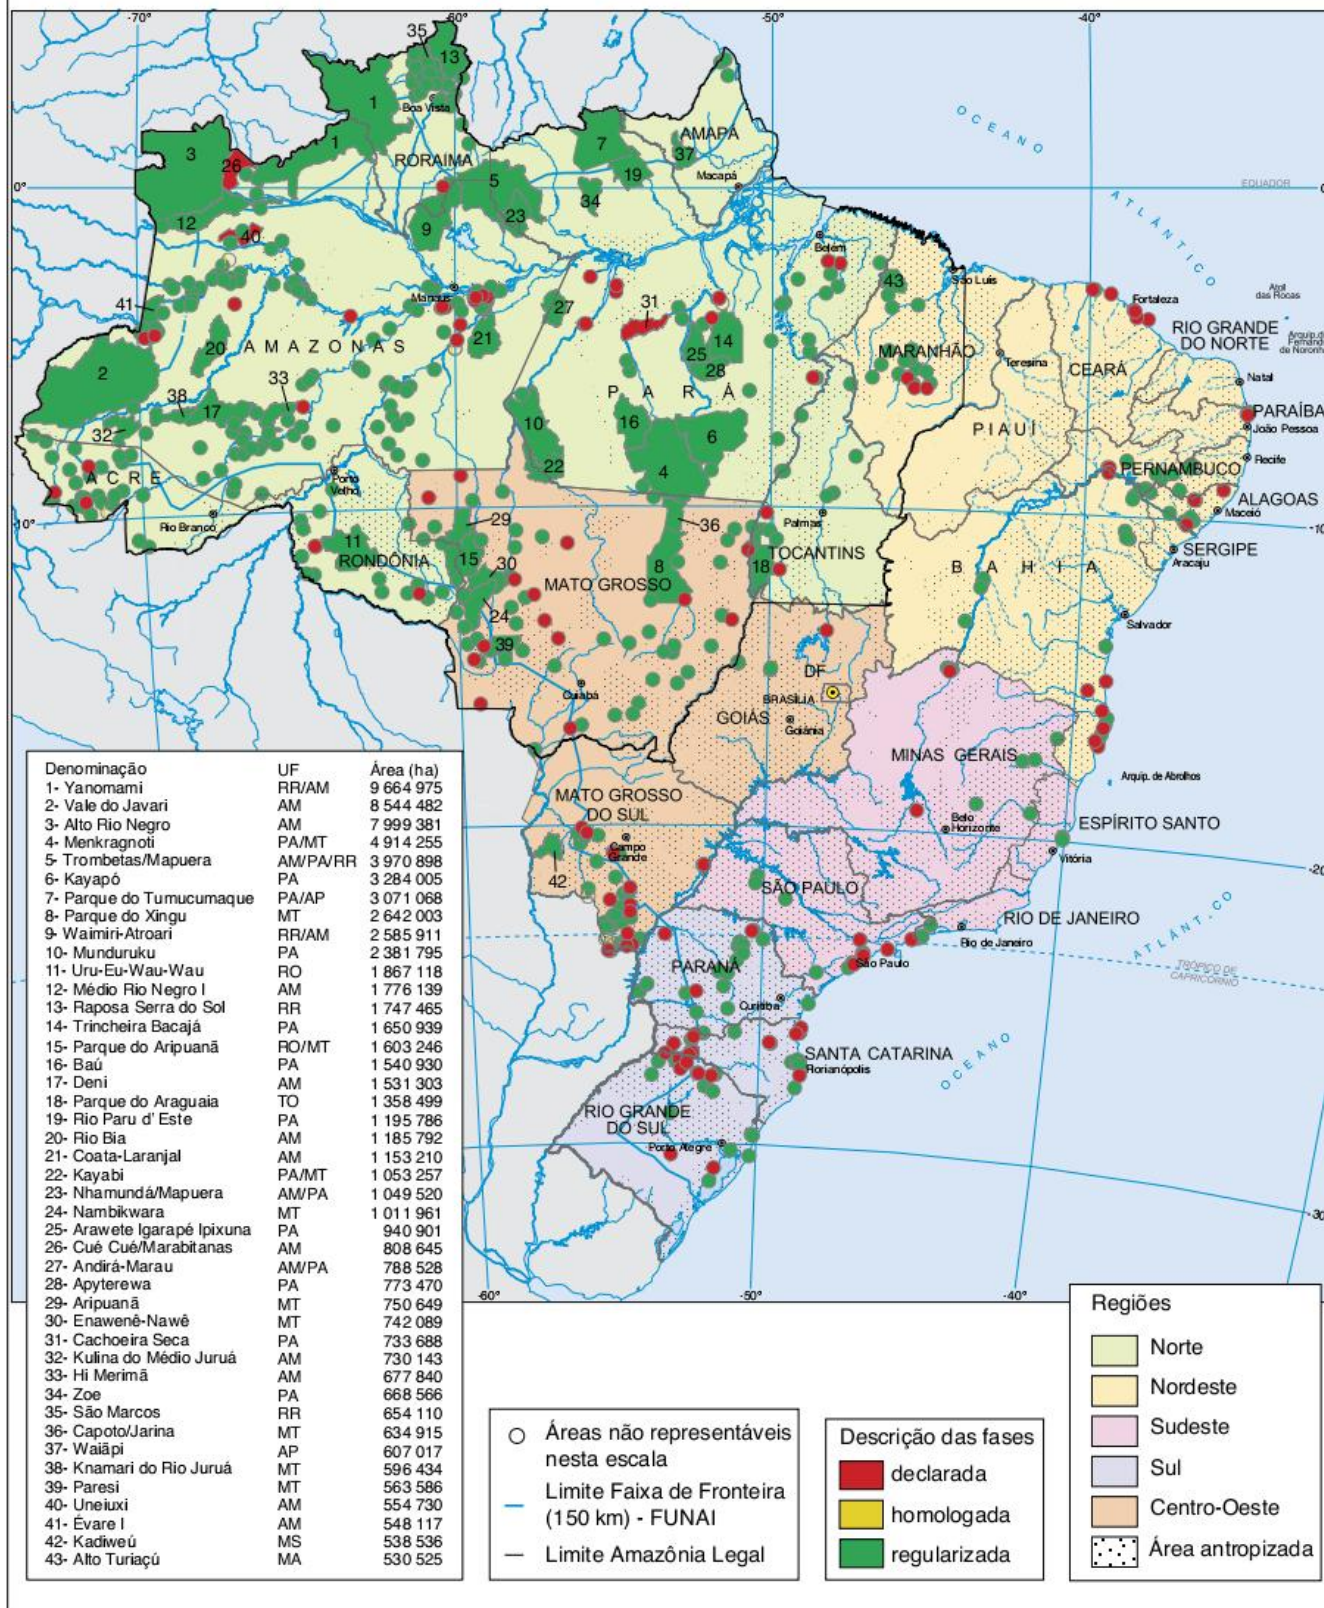 -70°
-60°
-50°
-40°
35
13
1
Boa Vista
OCEANO
3
26
1
RORAIMA
7
AMAPÁ
37
19
Macapá
0°
5
34
EQUADOR
12
9
23
ATLÂNTICO
40
Belém
41
Manaus
27
31
43
São Luis
Atol
das Rocas
Fortaleza
21
14
RIO GRANDE
DO NORTE
20
AMAZONAS
25
28
MARANHÃO
Teresina
CEARÁ
2
33
PARÁ
Natal
38
17
10
16
6
PIAUÍ
PARAÍBA
João Pessoa
32
22
4
PERNAMBUCO
Recife
ACRE
Porto
Velho
ALAGOAS
Maceió
Rio Branco
29
36
Palmas
-10°
11
RONDÔNIA
15
30
8
18
TOCANTINS
SERGIPE
Aracaju
MATO GROSSO
BAHIA
24
Salvador
39
Cuiabá
DF
BRASÍLIA
GOIÁS
Goiânia
MINAS GERAIS
Arquip. de Abrolhos
MATO GROSSO
DO SUL
Belo
Horizonte
ESPÍRITO SANTO
Campo
Grande
Vitória
42
SÃO PAULO
RIO DE JANEIRO
Rio de Janeiro
São Paulo
PARANÁ
TRÓPICO DE
CAPRICÓRNIO
Curitiba
SANTA CATARINA
Florianópolis
OCEANO
RIO GRANDE
DO SUL
Porto Alegre
-30
-60°
-50°
-40°
Denominação UF Área (ha)
1- Yanomami RR/AM 9 664 975
2- Vale do Javari AM 8 544 482
3- Alto Rio Negro AM 7 999 381
4- Menkragnoti PA/MT 4 914 255
5- Trombetas/Mapuera AM/PA/RR 3 970 898
6- Kayapó PA 3 284 005
7- Parque do Tumucumaque PA/AP 3 071 068
8- Parque do Xingu MT 2 642 003
9- Waimiri-Atroari RR/AM 2 585 911
10- Munduruku PA 2 381 795
11- Uru-Eu-Wau-Wau RO 1 867 118
12- Médio Rio Negro I AM 1 776 139
13- Raposa Serra do Sol RR 1 747 465
14- Trincheira Bacajá PA 1 650 939
15- Parque do Aripuanã RO/MT 1 603 246
16- Baú PA 1 540 930
17- Deni AM 1 531 303
18- Parque do Araguaia TO 1 358 499
19- Rio Paru d' Este PA 1 195 786
20- Rio Bia AM 1 185 792
21- Coata-Laranjal AM 1 153 210
22- Kayabi PA/MT 1 053 257
23- Nhamundá/Mapuera AM/PA 1 049 520
24- Nambikwara MT 1 011 961
25- Arawete Igarapé Ipixuna PA 940 901
26- Cué Cué/Marabitanas AM 808 645
27- Andirá-Marau AM/PA 788 528
28- Apyterewa PA 773 470
29- Aripuanã MT 750 649
30- Enawenê-Nawê MT 742 089
31- Cachoeira Seca PA 733 688
32- Kulina do Médio Juruá AM 730 143
33- Hi Merimã AM 677 840
34- Zoe PA 668 566
35- São Marcos RR 654 110
36- Capoto/Jarina MT 634 915
37- Waiãpi AP 607 017
38- Knamari do Rio Juruá MT 596 434
39- Paresi MT 563 586
40- Uneiuxi AM 554 730
41- Évare I AM 548 117
42- Kadiweú MS 538 536
43- Alto Turiaçú MA 530 525
Áreas não representáveis
nesta escala
Limite Faixa de Fronteira
(150 km) - FUNAI
Limite Amazônia Legal
Descrição das fases
declarada
homologada
regularizada
Regiões
Norte
Nordeste
Sudeste
Sul
Centro-Oeste
Área antropizada